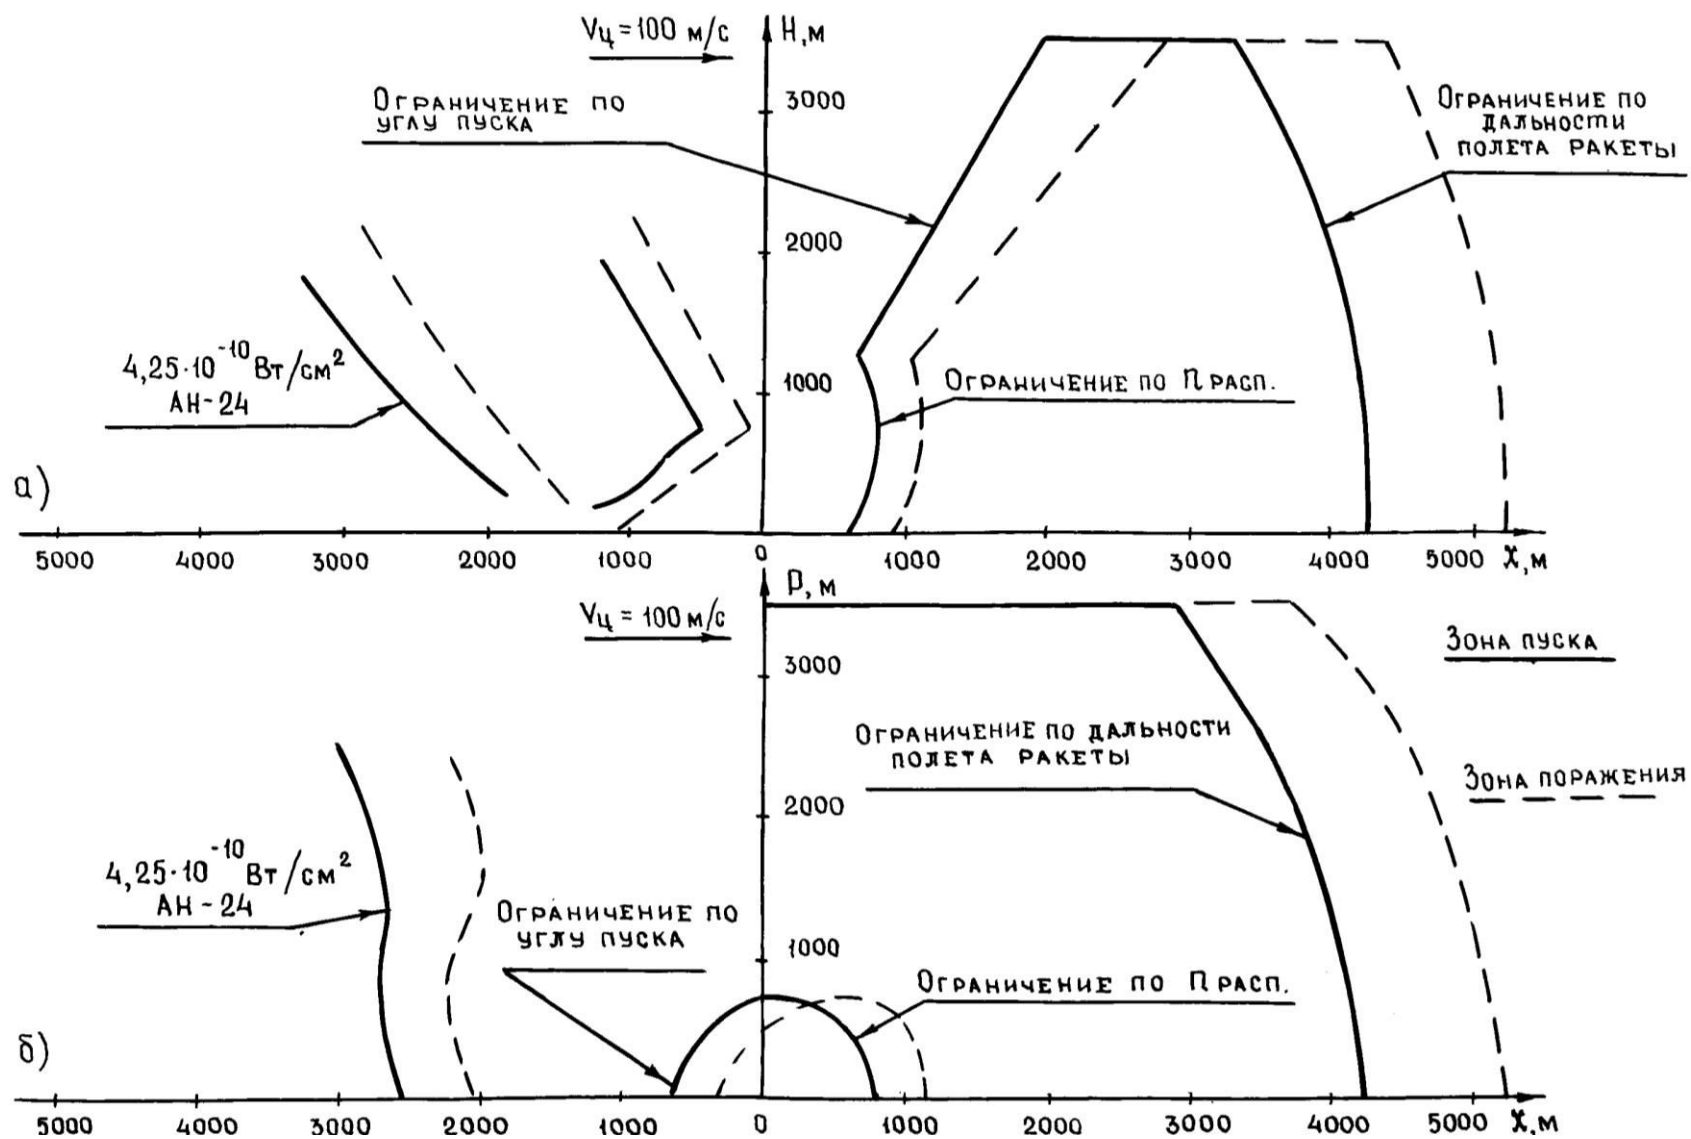 Vц = 100 м/с
H,м
Ограничение по
углу пуска
3000
Ограничение по
дальности
полета ракеты
2000
4,25·10⁻¹⁰ Вт/см²
АН-24
1000
Ограничение по n расп.
а)
5000 4000 3000 2000 1000 0 1000 2000 3000 4000 5000 X,м
D,м
Vц = 100 м/с
Зона пуска
3000
Ограничение по дальности
полета ракеты
Зона поражения
2000
4,25·10⁻¹⁰ Вт/см²
АН-24
Ограничение по
углу пуска
1000
Ограничение по n расп.
б)
5000 4000 3000 2000 1000 0 1000 2000 3000 4000 5000 X,м